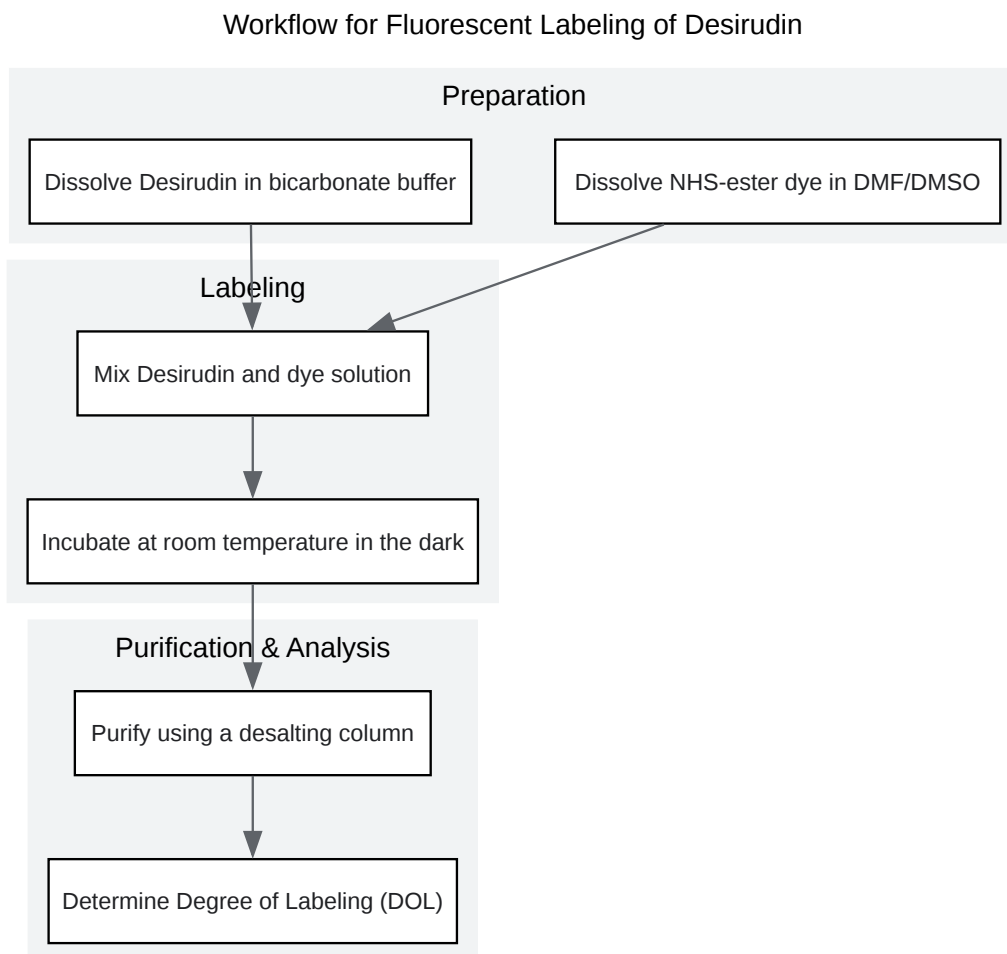 Workflow for Fluorescent Labeling of Desirudin
Preparation
Dissolve Desirudin in bicarbonate buffer
Dissolve NHS-ester dye in DMF/DMSO
Labeling
Mix Desirudin and dye solution
Incubate at room temperature in the dark
Purification & Analysis
Purify using a desalting column
Determine Degree of Labeling (DOL)